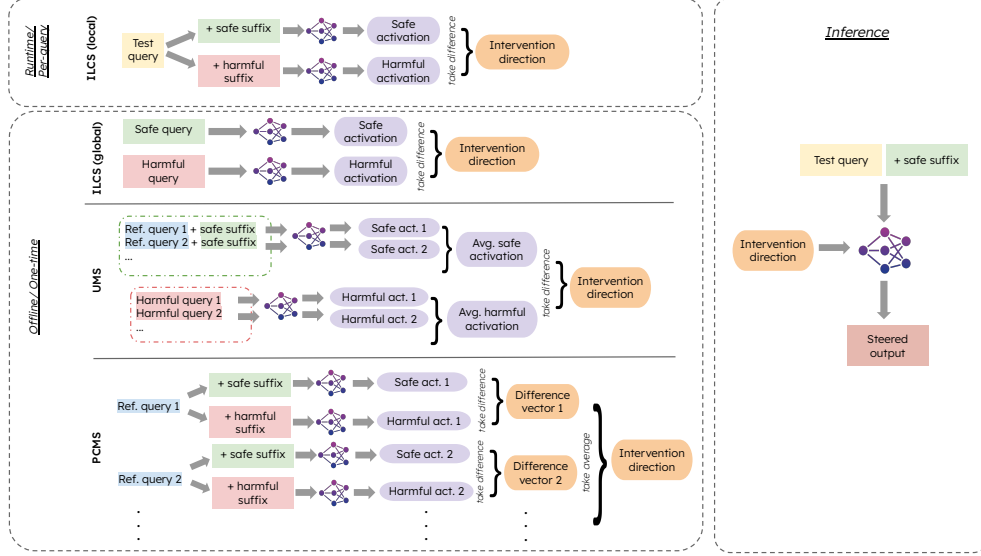 Runtime/
Per-query
ILCS (local)
Test
query
+ safe suffix
+ harmful
suffix
Safe
activation
Harmful
activation
take difference
Intervention
direction
Offline/ One-time
ILCS (global)
Safe query
Harmful
query
Safe
activation
Harmful
activation
take difference
Intervention
direction
UMS
Ref. query 1 + safe suffix
Ref. query 2 + safe suffix
...
Harmful query 1
Harmful query 2
...
Safe act. 1
Safe act. 2
Harmful act. 1
Harmful act. 2
Avg. safe
activation
Avg. harmful
activation
take difference
Intervention
direction
PCMS
Ref. query 1
+ safe suffix
+ harmful
suffix
Safe act. 1
Harmful act. 1
take difference
Difference
vector 1
Ref. query 2
+ safe suffix
+ harmful
suffix
Safe act. 2
Harmful act. 2
take difference
Difference
vector 2
take average
Intervention
direction
Inference
Test query
+ safe suffix
Intervention
direction
Steered
output